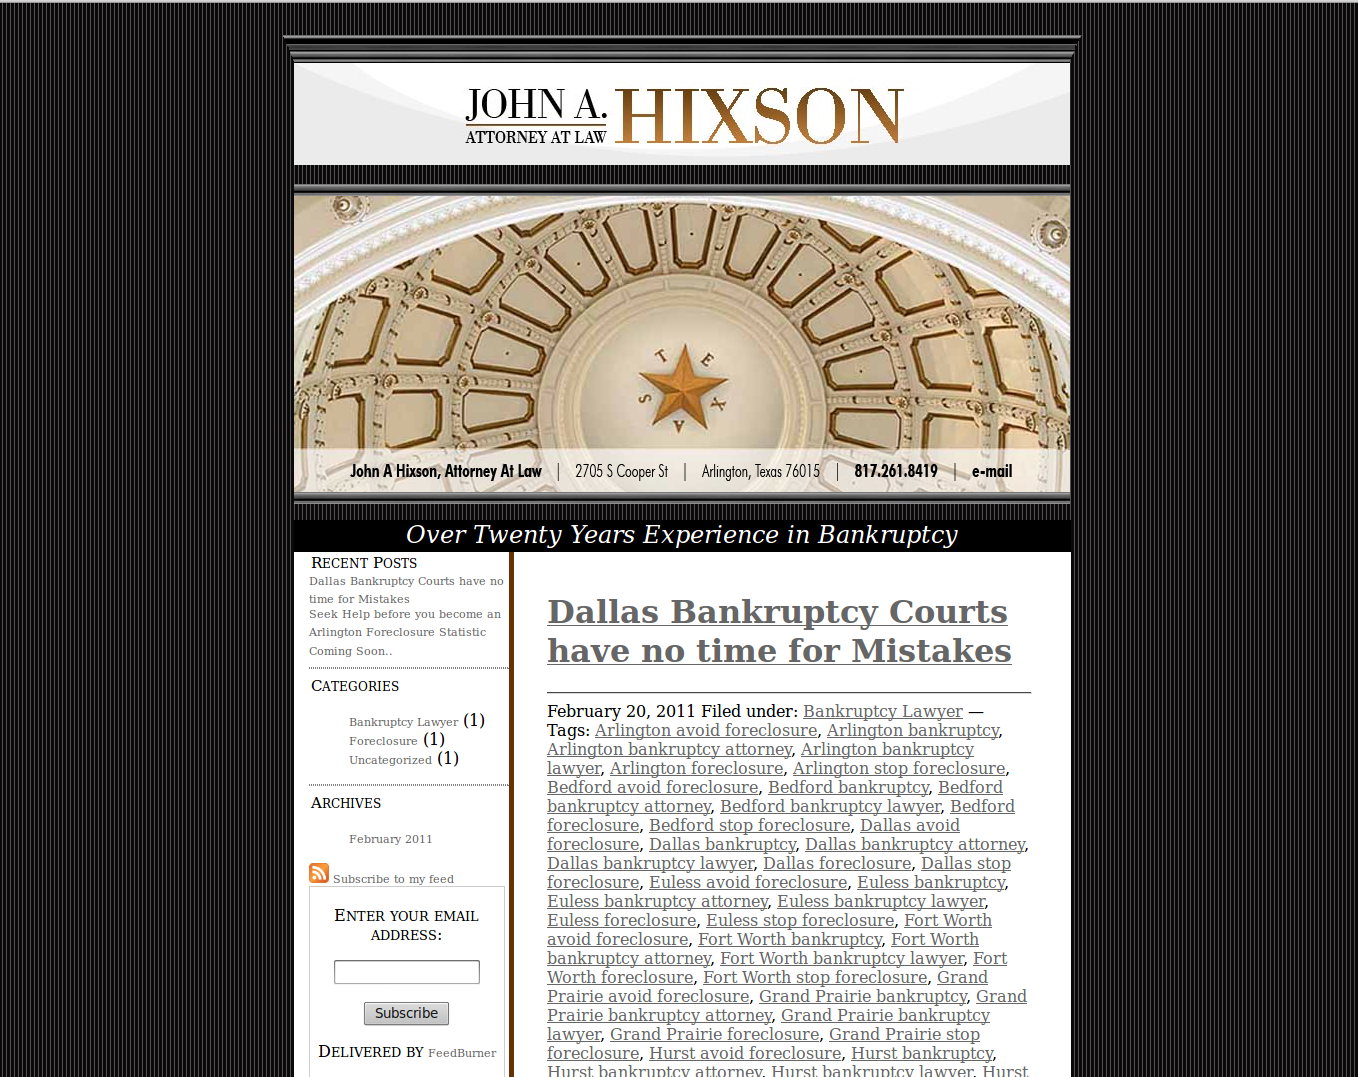 JOHN A. HIXSON
ATTORNEY AT LAW
TEXAS
John A Hixson, Attorney At Law | 2705 S Cooper St | Arlington, Texas 76015 | 817.261.8419 | e-mail
Over Twenty Years Experience in Bankruptcy
RECENT POSTS
Dallas Bankruptcy Courts have no
time for Mistakes
Seek Help before you become an
Arlington Foreclosure Statistic
Coming Soon..
CATEGORIES
Bankruptcy Lawyer (1)
Foreclosure (1)
Uncategorized (1)
ARCHIVES
February 2011
Subscribe to my feed
ENTER YOUR EMAIL
ADDRESS:
Subscribe
DELIVERED BY FeedBurner
Dallas Bankruptcy Courts
have no time for Mistakes
February 20, 2011 Filed under: Bankruptcy Lawyer —
Tags: Arlington avoid foreclosure, Arlington bankruptcy,
Arlington bankruptcy attorney, Arlington bankruptcy
lawyer, Arlington foreclosure, Arlington stop foreclosure,
Bedford avoid foreclosure, Bedford bankruptcy, Bedford
bankruptcy attorney, Bedford bankruptcy lawyer, Bedford
foreclosure, Bedford stop foreclosure, Dallas avoid
foreclosure, Dallas bankruptcy, Dallas bankruptcy attorney,
Dallas bankruptcy lawyer, Dallas foreclosure, Dallas stop
foreclosure, Euless avoid foreclosure, Euless bankruptcy,
Euless bankruptcy attorney, Euless bankruptcy lawyer,
Euless foreclosure, Euless stop foreclosure, Fort Worth
avoid foreclosure, Fort Worth bankruptcy, Fort Worth
bankruptcy attorney, Fort Worth bankruptcy lawyer, Fort
Worth foreclosure, Fort Worth stop foreclosure, Grand
Prairie avoid foreclosure, Grand Prairie bankruptcy, Grand
Prairie bankruptcy attorney, Grand Prairie bankruptcy
lawyer, Grand Prairie foreclosure, Grand Prairie stop
foreclosure, Hurst avoid foreclosure, Hurst bankruptcy,
Hurst bankruptcy attorney, Hurst bankruptcy lawyer, Hurst